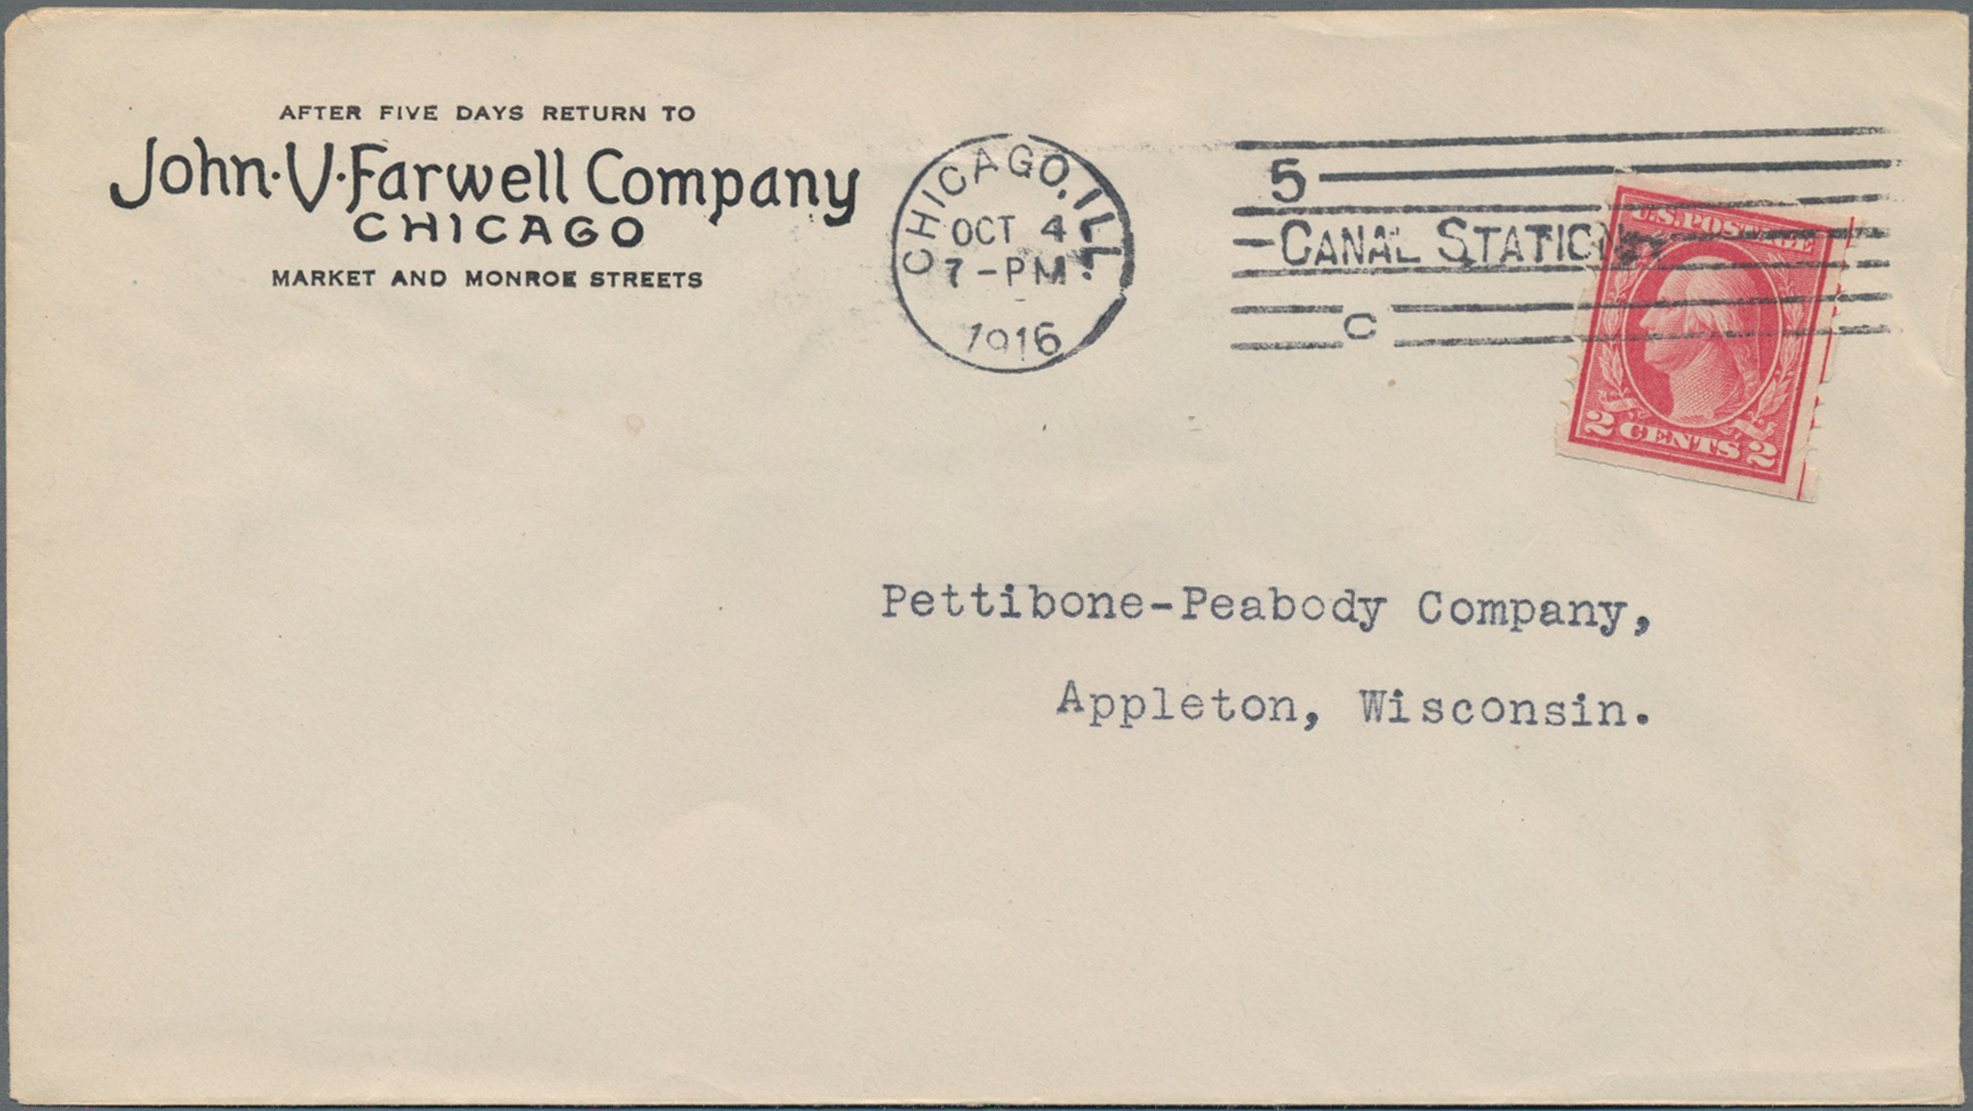 AFTER FIVE DAYS RETURN TO
John·V·Farwell Company
CHICAGO
MARKET AND MONROE STREETS
CHICAGO, ILL.
OCT 4
7-PM
1916
5
CANAL STATION
C
U.S. POSTAGE
2 CENTS 2
Pettibone-Peabody Company,
Appleton, Wisconsin.